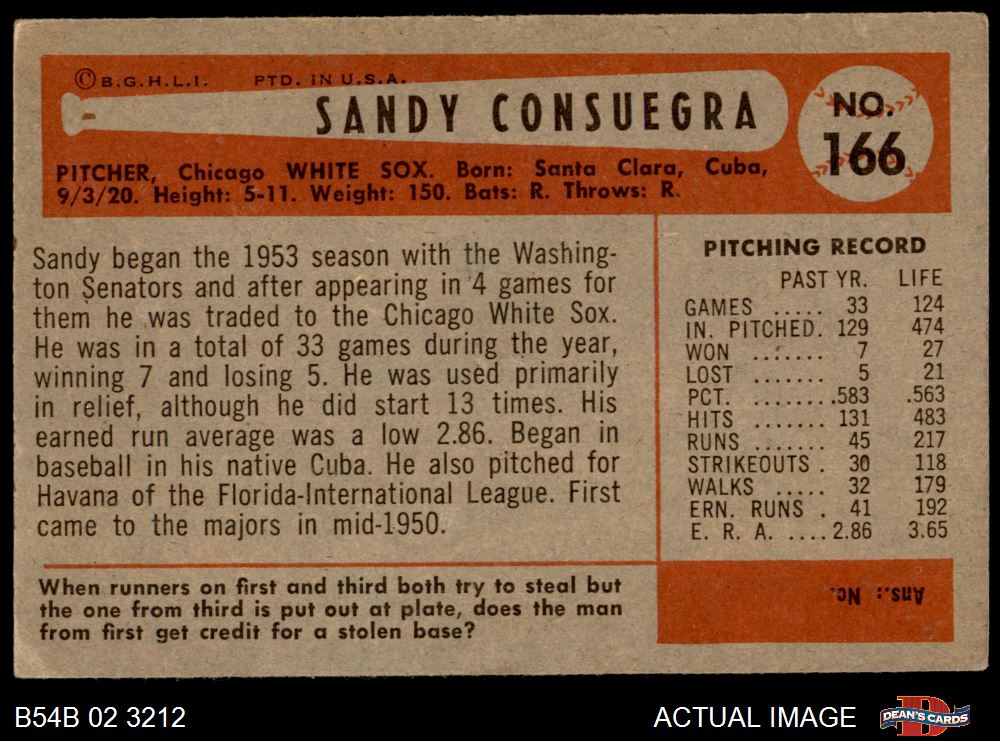 © B.G.H.L.I. PTD. IN U.S.A.
SANDY CONSUEGRA
NO.
166
PITCHER, Chicago WHITE SOX. Born: Santa Clara, Cuba,
9/3/20. Height: 5-11. Weight: 150. Bats: R. Throws: R.
Sandy began the 1953 season with the Washing-
ton Senators and after appearing in 4 games for
them he was traded to the Chicago White Sox.
He was in a total of 33 games during the year,
winning 7 and losing 5. He was used primarily
in relief, although he did start 13 times. His
earned run average was a low 2.86. Began in
baseball in his native Cuba. He also pitched for
Havana of the Florida-International League. First
came to the majors in mid-1950.
PITCHING RECORD
PAST YR. LIFE
GAMES ..... 33 124
IN. PITCHED. 129 474
WON ....... 7 27
LOST ....... 5 21
PCT. ........ .583 .563
HITS ....... 131 483
RUNS ....... 45 217
STRIKEOUTS . 30 118
WALKS ..... 32 179
ERN. RUNS . 41 192
E. R. A. .... 2.86 3.65
When runners on first and third both try to steal but
the one from third is put out at plate, does the man
from first get credit for a stolen base?
Ans.: No.
B54B 02 3212
ACTUAL IMAGE
D
DEAN'S CARDS